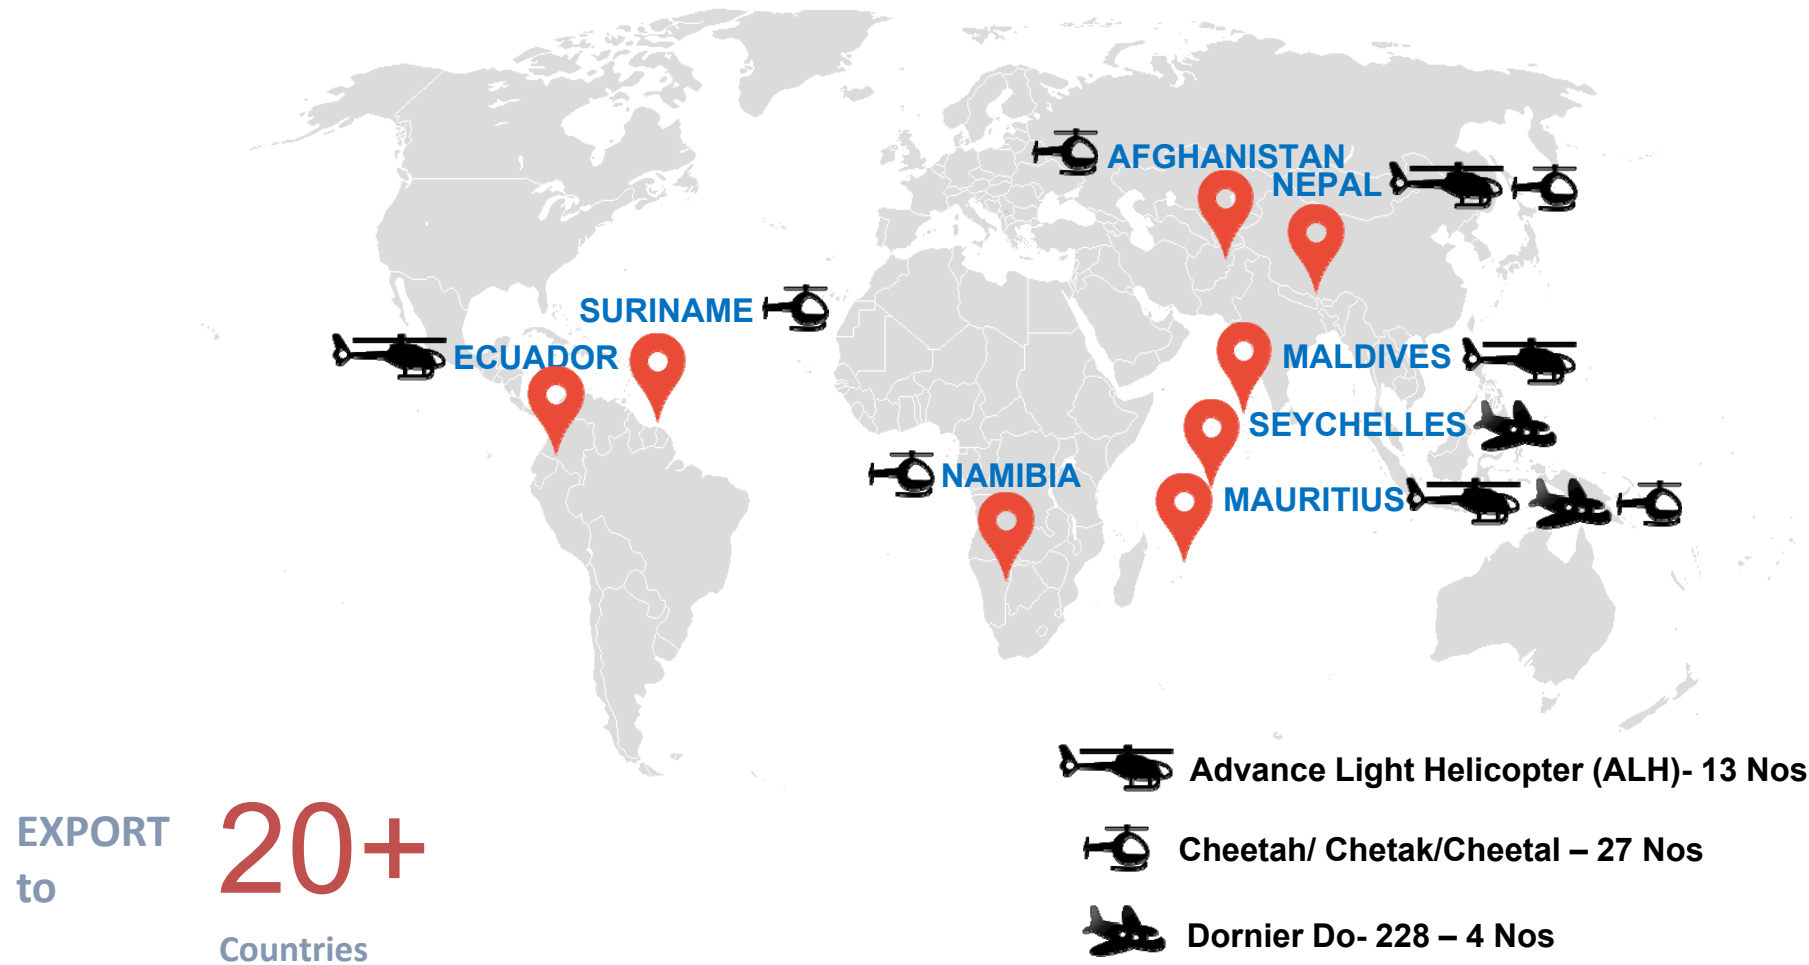 AFGHANISTAN
NEPAL
SURINAME
ECUADOR
MALDIVES
SEYCHELLES
NAMIBIA
MAURITIUS
Advance Light Helicopter (ALH)- 13 Nos
Cheetah/ Chetak/Cheetal – 27 Nos
Dornier Do- 228 – 4 Nos
EXPORT
to
20+
Countries